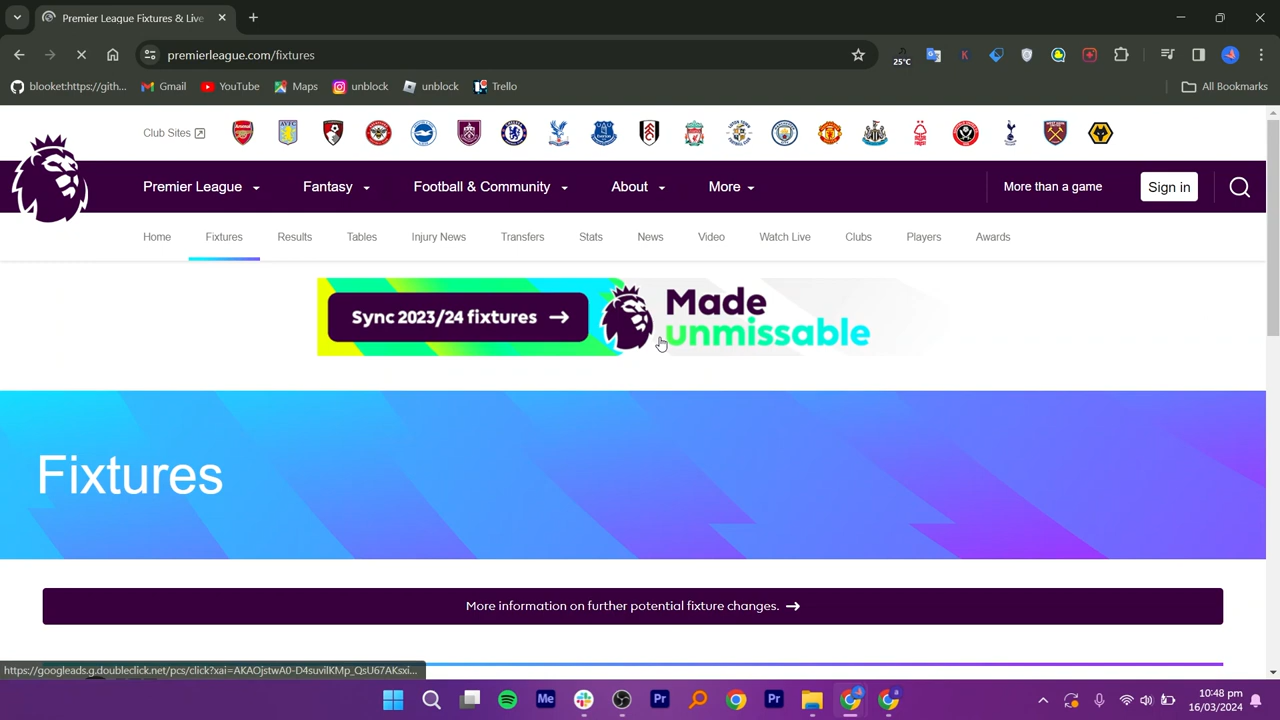 Premier League Fixtures & Live
premierleague.com/fixtures
25°C
blooket:https://gith...
Gmail
YouTube
Maps
unblock
unblock
Trello
All Bookmarks
Club Sites
Premier League
Fantasy
Football & Community
About
More
More than a game
Sign in
Home
Fixtures
Results
Tables
Injury News
Transfers
Stats
News
Video
Watch Live
Clubs
Players
Awards
Sync 2023/24 fixtures →
Made
unmissable
Fixtures
More information on further potential fixture changes. →
https://googleads.g.doubleclick.net/pcs/click?xai=AKAOjstwA0-D4suvilKMp_QsU67AKsxi...
Me
Pr
Pr
10:48 pm
16/03/2024